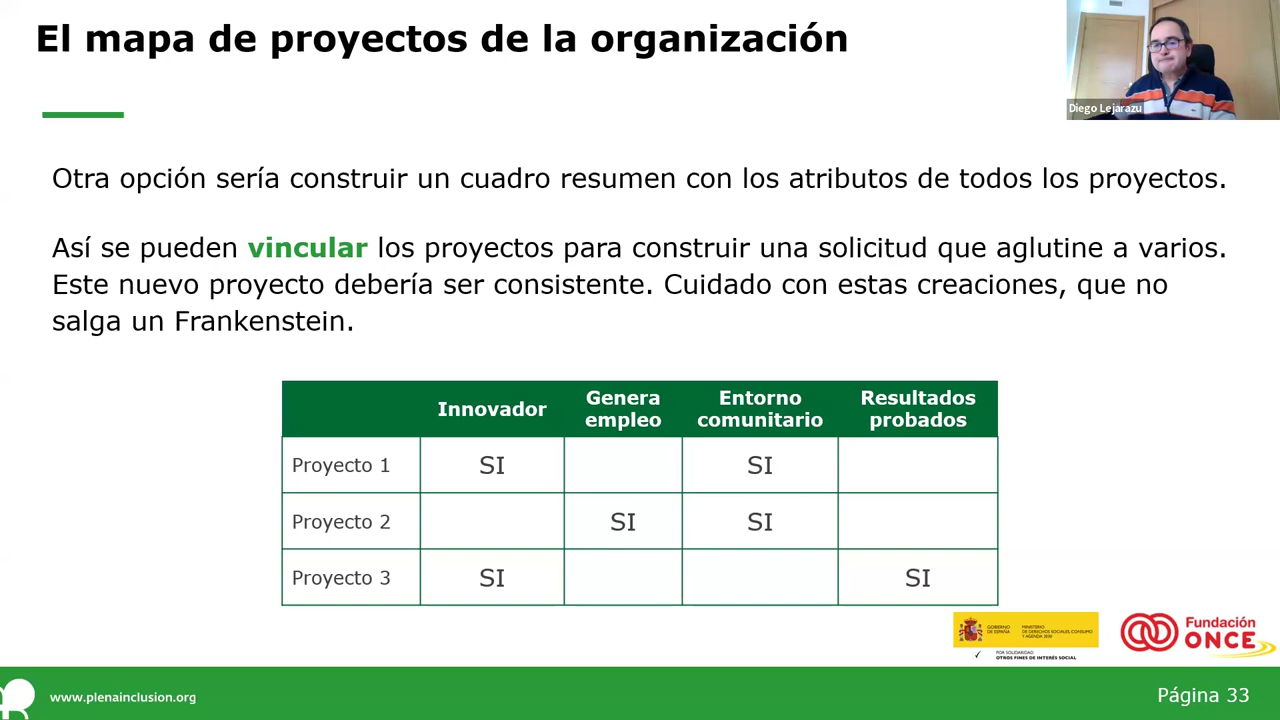 El mapa de proyectos de la organización
Diego Lejarazu
Otra opción sería construir un cuadro resumen con los atributos de todos los proyectos.
Así se pueden vincular los proyectos para construir una solicitud que aglutine a varios.
Este nuevo proyecto debería ser consistente. Cuidado con estas creaciones, que no
salga un Frankenstein.
Innovador Genera empleo Entorno comunitario Resultados probados
Proyecto 1 SI SI
Proyecto 2 SI SI
Proyecto 3 SI SI
GOBIERNO
DE ESPAÑA
MINISTERIO
DE DERECHOS SOCIALES, CONSUMO
Y AGENDA 2030
POR SOLIDARIDAD
OTROS FINES DE INTERÉS SOCIAL
Fundación
ONCE
www.plenainclusion.org
Página 33